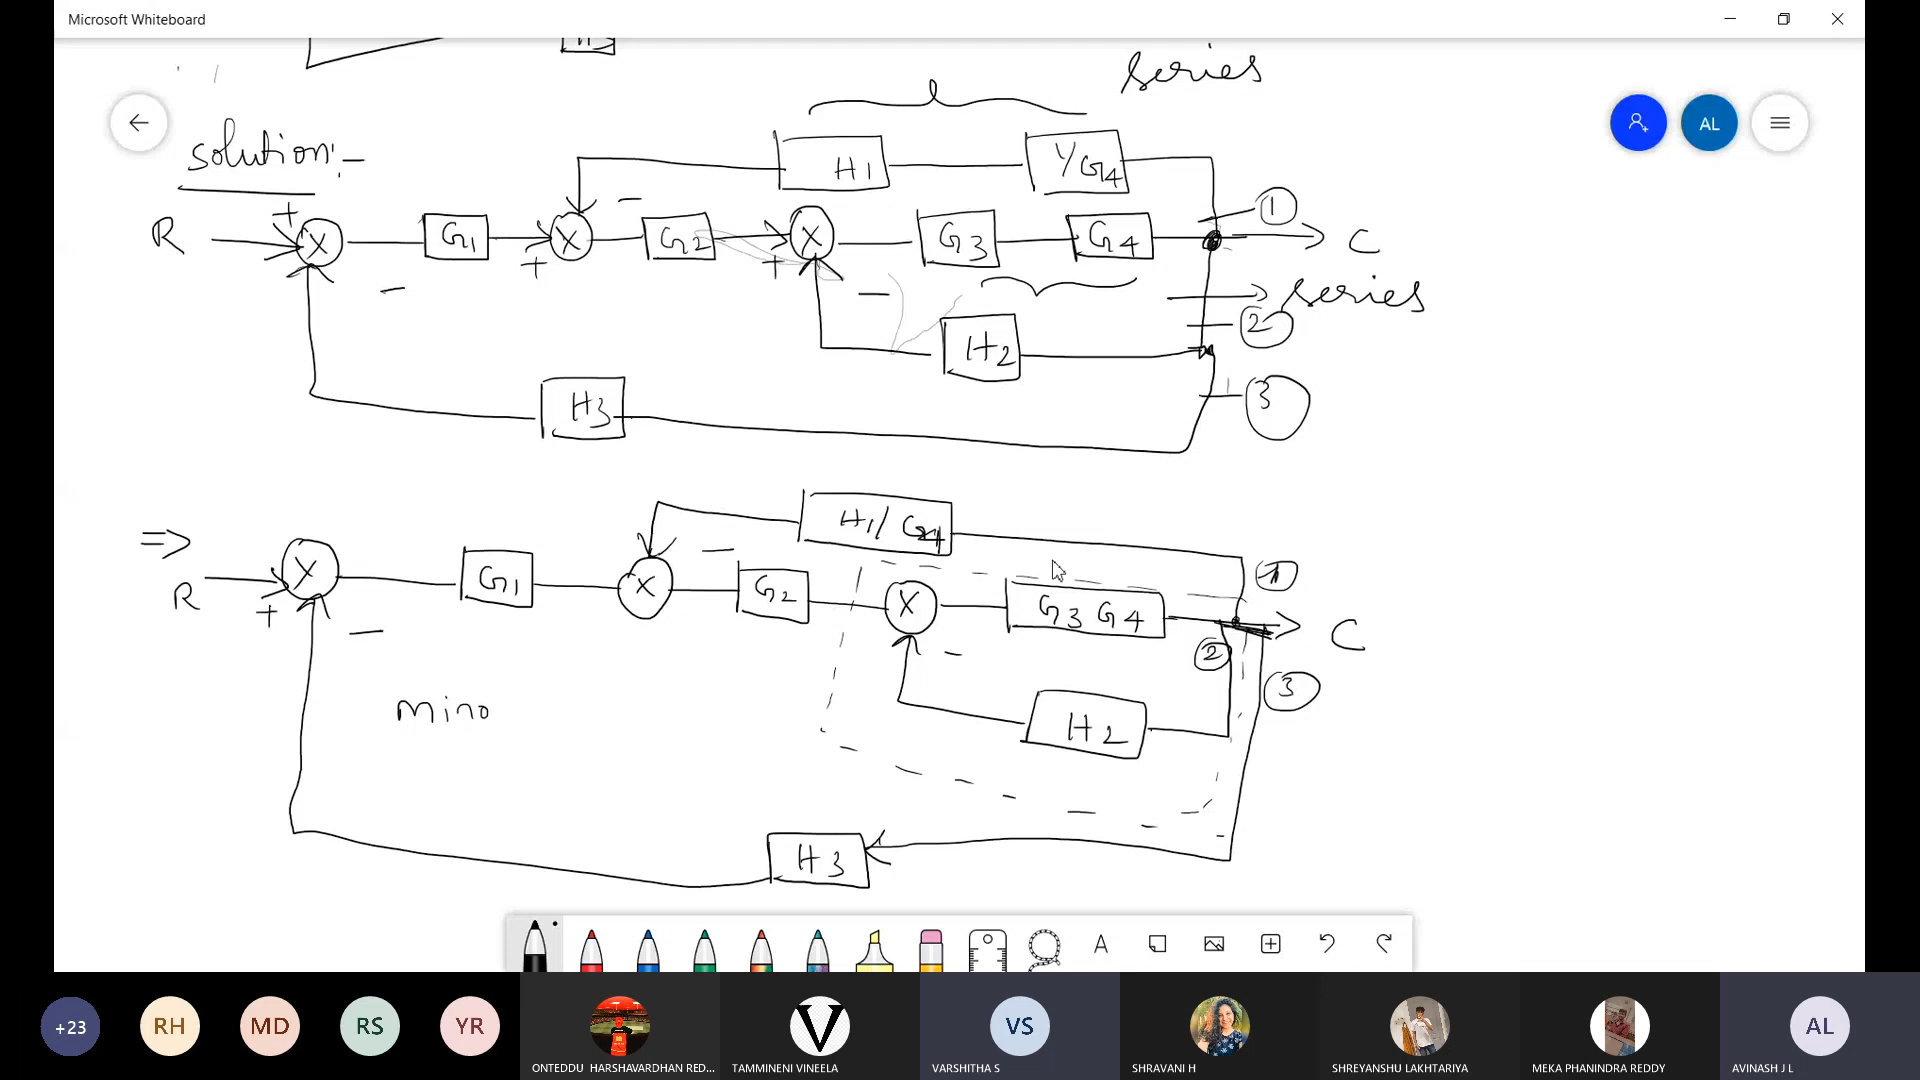 Microsoft Whiteboard
series
solution:-
H1
1/G4
R
+
X
G1
+
X
-
G2
+
X
G3
G4
1
C
-
-
series
2
H2
3
H3
=>
H1/G4
-
1
R
+
X
G1
X
G2
X
G3 G4
C
-
-
2
3
mino
H2
H3
AL
A
+23
RH
MD
RS
YR
V
VS
AL
ONTEDDU HARSHAVARDHAN RED...
TAMMINENI VINEELA
VARSHITHA S
SHRAVANI H
SHREYANSHU LAKHTARIYA
MEKA PHANINDRA REDDY
AVINASH J L